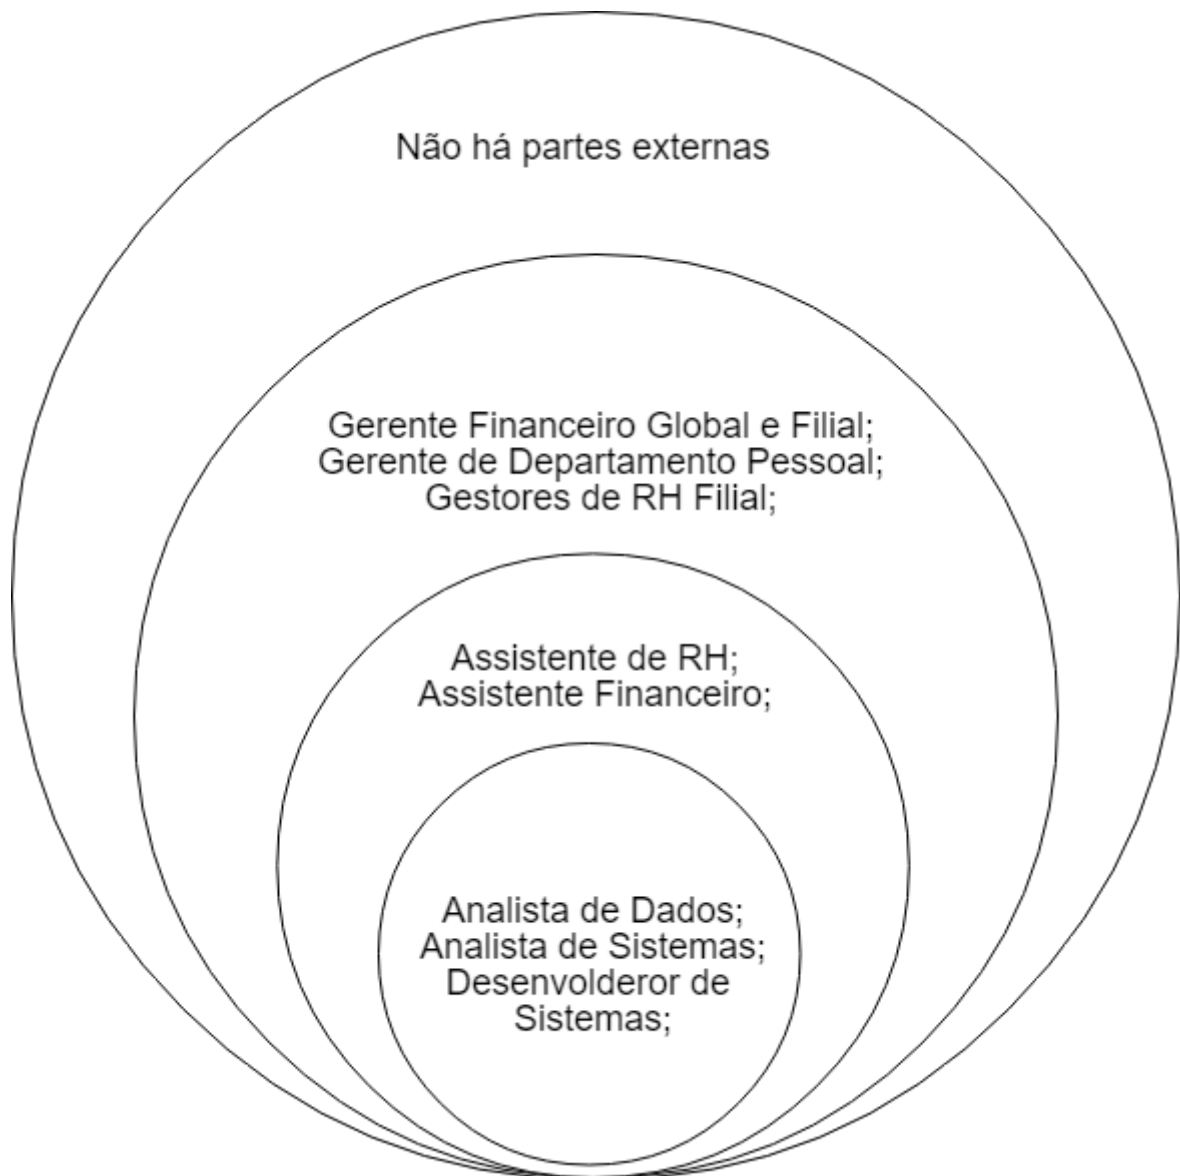 Não há partes externas
Gerente Financeiro Global e Filial;
Gerente de Departamento Pessoal;
Gestores de RH Filial;
Assistente de RH;
Assistente Financeiro;
Analista de Dados;
Analista de Sistemas;
Desenvolderor de
Sistemas;